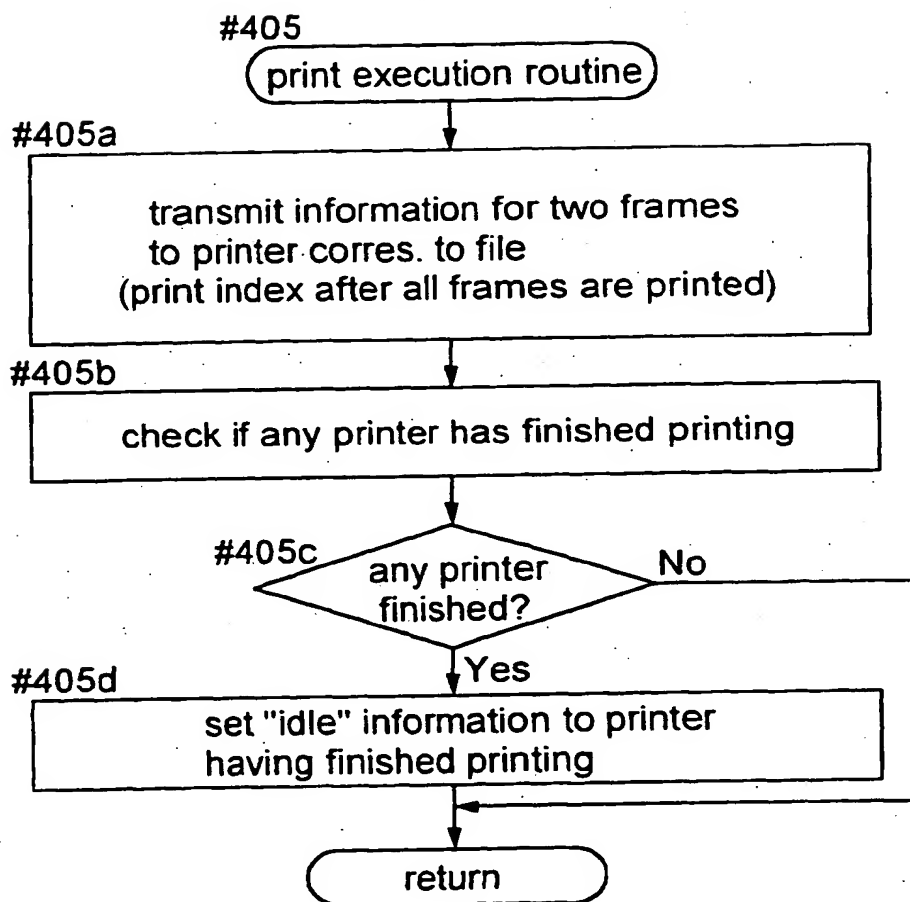 #405
print execution routine
#405a
transmit information for two frames
to printer corres. to file
(print index after all frames are printed)
#405b
check if any printer has finished printing
#405c
any printer
finished?
No
Yes
#405d
set "idle" information to printer
having finished printing
return